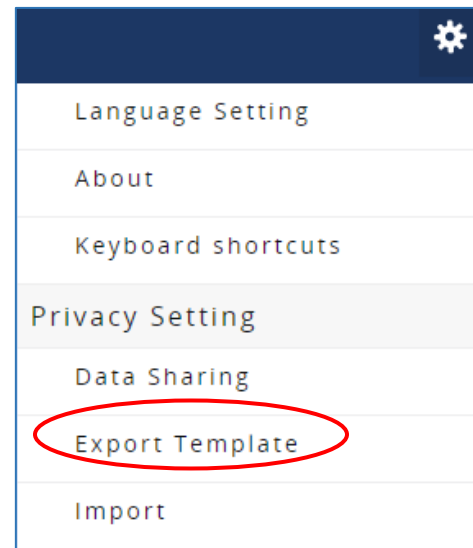 Language Setting
About
Keyboard shortcuts
Privacy Setting
Data Sharing
Export Template
Import